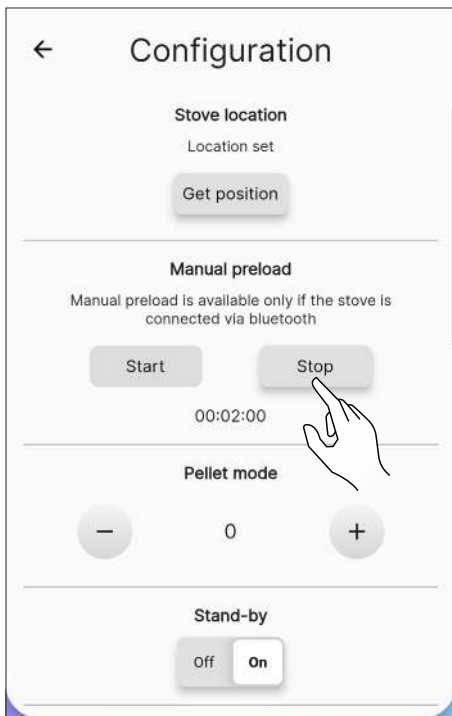 Configuration
Stove location
Location set
Get position
Manual preload
Manual preload is available only if the stove is
connected via bluetooth
Start Stop
00:02:00
Pellet mode
− 0 +
Stand-by
Off On